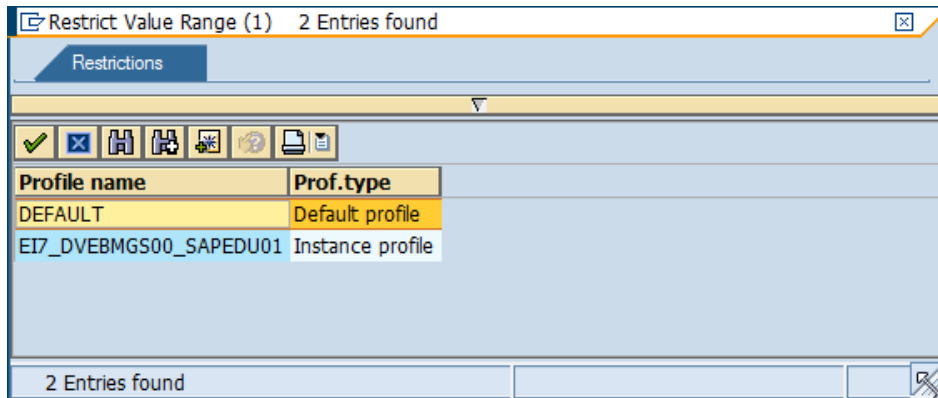 Restrict Value Range (1) 2 Entries found
Restrictions
Profile name Prof.type
DEFAULT Default profile
EI7_DVEBMGS00_SAPEDU01 Instance profile
2 Entries found